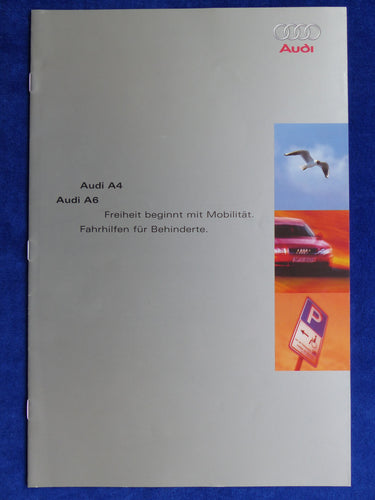 Audi
Audi A4
Audi A6
Freiheit beginnt mit Mobilität.
Fahrhilfen für Behinderte.
P